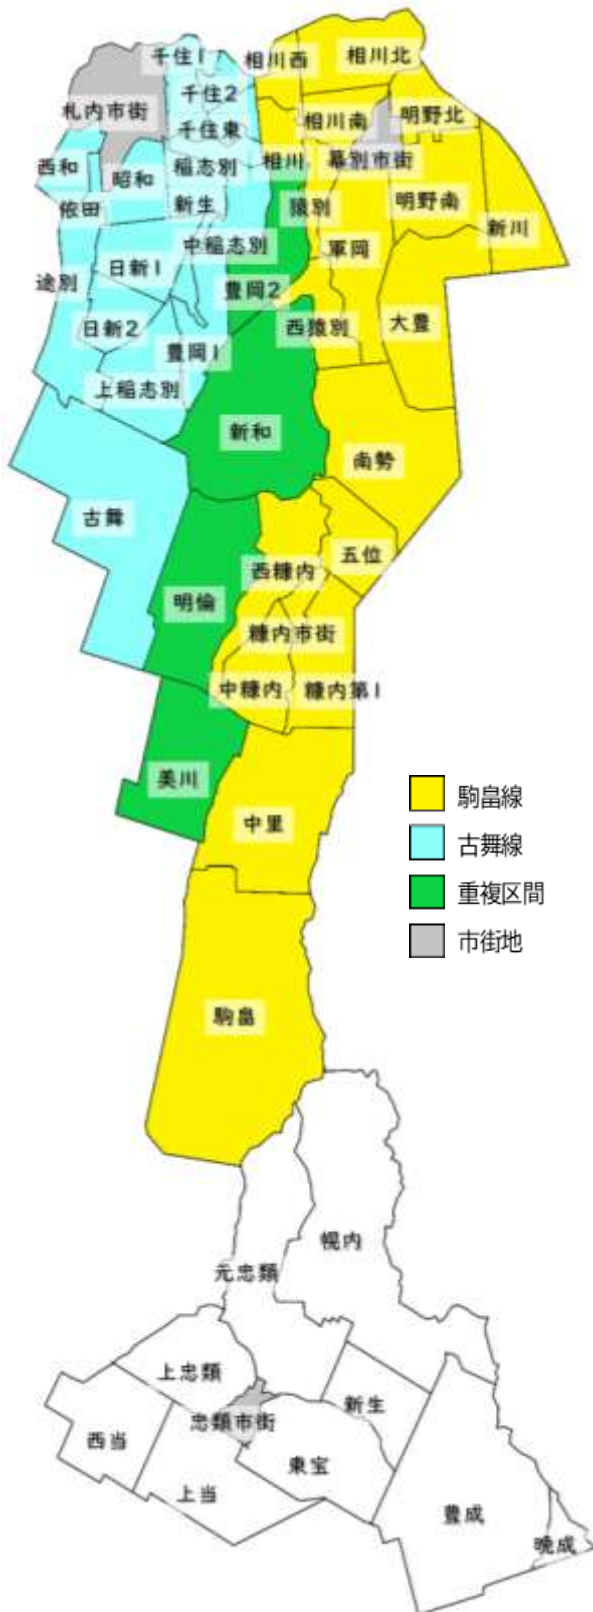 千住1
相川西
相川北
千住2
札内市街
相川南
明野北
千住東
西和
昭和
稲志別
相川
幕別市街
依田
新生
猿別
明野南
新川
中稲志別
軍岡
途別
日新1
豊岡2
日新2
西猿別
大豊
豊岡1
上稲志別
新和
南勢
古舞
五位
西糠内
明倫
糠内市街
中糠内
糠内第1
美川
中里
駒畠線
古舞線
重複区間
市街地
駒畠
幌内
元忠類
上忠類
新生
忠類市街
西当
東宝
上当
豊成
晩成